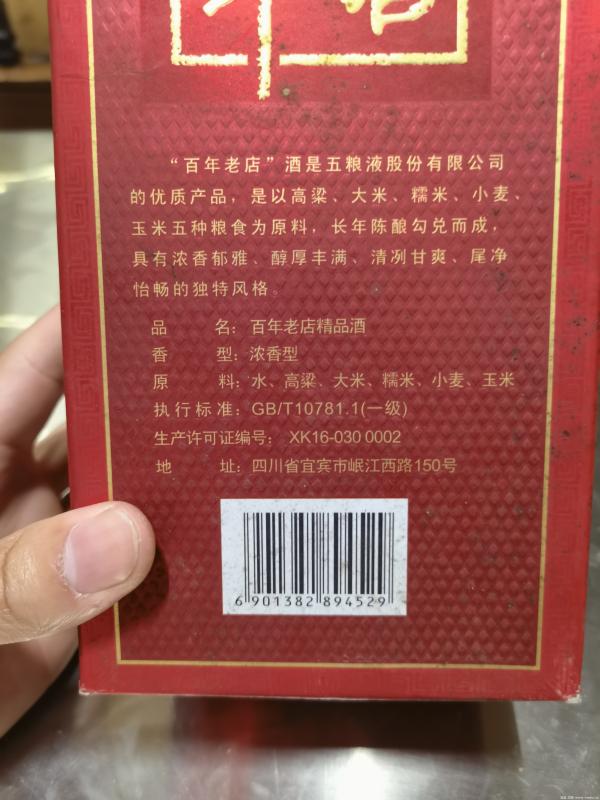 “百年老店”酒是五粮液股份有限公司
的优质产品，是以高粱、大米、糯米、小麦、
玉米五种粮食为原料，长年陈酿勾兑而成，
具有浓香郁雅、醇厚丰满、清冽甘爽、尾净
怡畅的独特风格。
品 名：百年老店精品酒
香 型：浓香型
原 料：水、高粱、大米、糯米、小麦、玉米
执行标准：GB/T10781.1(一级)
生产许可证编号： XK16-030 0002
地 址：四川省宜宾市岷江西路150号
6 901382 894529